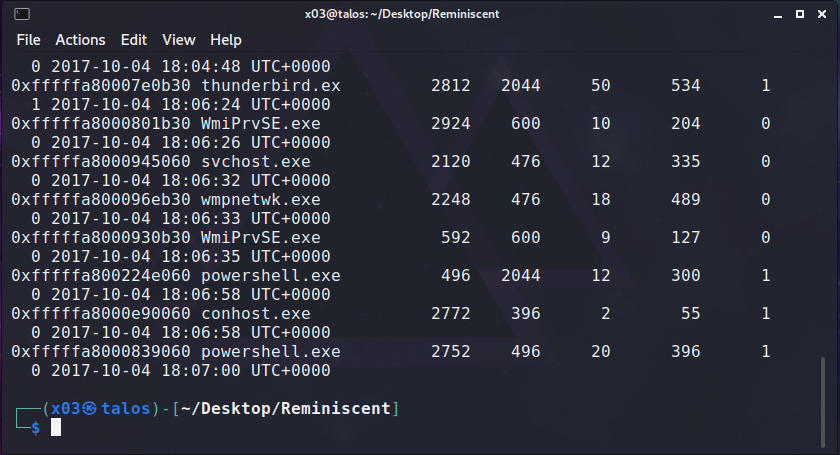 x03@talos: ~/Desktop/Reminiscent
File Actions Edit View Help
0 2017-10-04 18:04:48 UTC+0000
0xfffffa80007e0b30 thunderbird.ex 2812 2044 50 534 1
1 2017-10-04 18:06:24 UTC+0000
0xfffffa8000801b30 WmiPrvSE.exe 2924 600 10 204 0
0 2017-10-04 18:06:26 UTC+0000
0xfffffa8000945060 svchost.exe 2120 476 12 335 0
0 2017-10-04 18:06:32 UTC+0000
0xfffffa800096eb30 wmpnetwk.exe 2248 476 18 489 0
0 2017-10-04 18:06:33 UTC+0000
0xfffffa8000930b30 WmiPrvSE.exe 592 600 9 127 0
0 2017-10-04 18:06:35 UTC+0000
0xfffffa800224e060 powershell.exe 496 2044 12 300 1
0 2017-10-04 18:06:58 UTC+0000
0xfffffa8000e90060 conhost.exe 2772 396 2 55 1
0 2017-10-04 18:06:58 UTC+0000
0xfffffa8000839060 powershell.exe 2752 496 20 396 1
0 2017-10-04 18:07:00 UTC+0000
┌──(x03㉿talos)-[~/Desktop/Reminiscent]
└─$